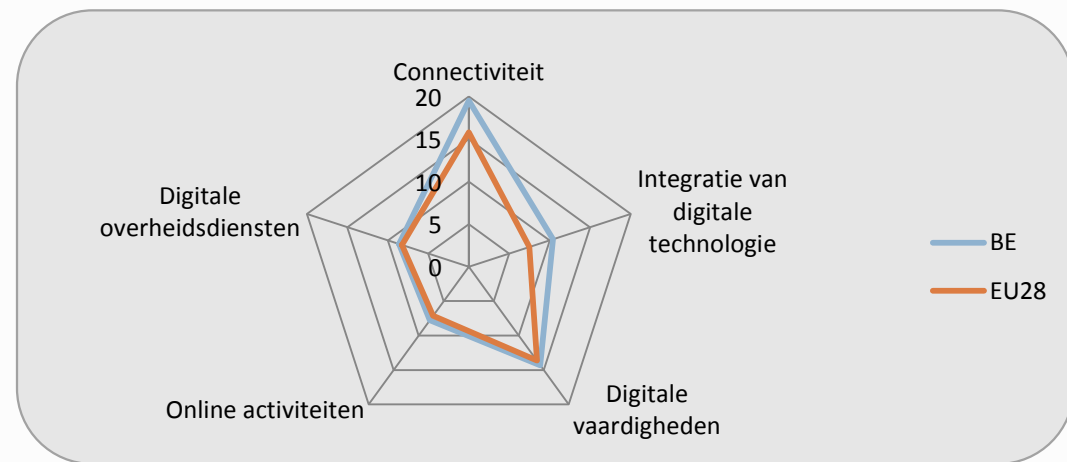 Connectiviteit
20
15
10
5
0
Integratie van
digitale
technologie
Digitale
vaardigheden
Online activiteiten
Digitale
overheidsdiensten
BE
EU28